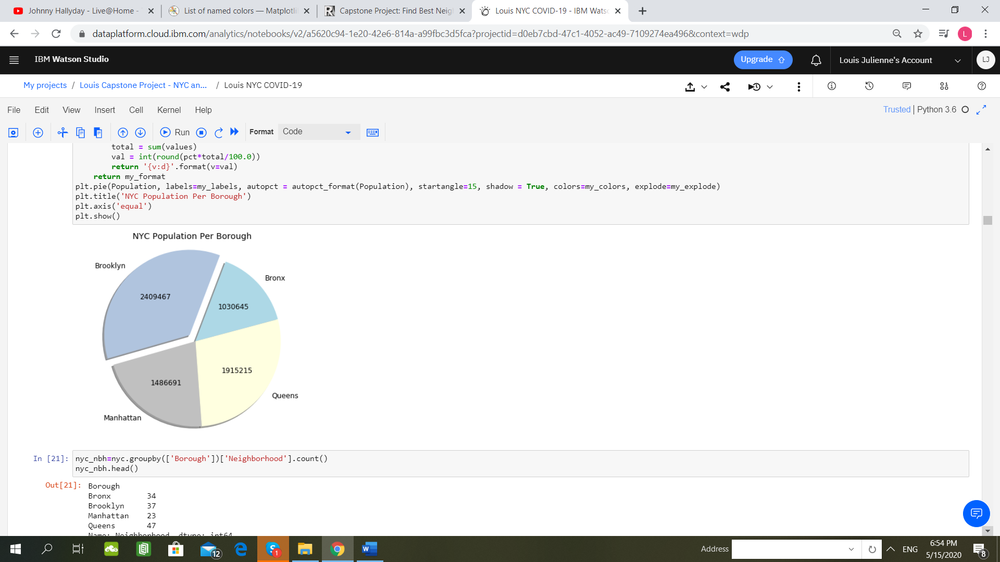 Johnny Hallyday - Live@Home -
List of named colors — Matplotli
Capstone Project: Find Best Neig
Louis NYC COVID-19 - IBM Wats
dataplatform.cloud.ibm.com/analytics/notebooks/v2/a5620c94-1e20-42e6-814a-a99fbc3d5fca?projectid=d0eb7cbd-47c1-4052-ac49-7109274ea496&context=wdp
L
IBM Watson Studio
Upgrade
Louis Julienne's Account
LJ
My projects / Louis Capstone Project - NYC an... / Louis NYC COVID-19
File Edit View Insert Cell Kernel Help
Trusted | Python 3.6
Run
Format
Code
total = sum(values)
val = int(round(pct*total/100.0))
return '{v:d}'.format(v=val)
return my_format
plt.pie(Population, labels=my_labels, autopct = autopct_format(Population), startangle=15, shadow = True, colors=my_colors, explode=my_explode)
plt.title('NYC Population Per Borough')
plt.axis('equal')
plt.show()
NYC Population Per Borough
Brooklyn
Bronx
2409467
1030645
1915215
1486691
Queens
Manhattan
In [21]:
nyc_nbh=nyc.groupby(['Borough'])['Neighborhood'].count()
nyc_nbh.head()
Out[21]:
Borough
Bronx 34
Brooklyn 37
Manhattan 23
Queens 47
Name: Neighborhood, dtype: int64
12
1
Address
ENG
6:54 PM
5/15/2020
8